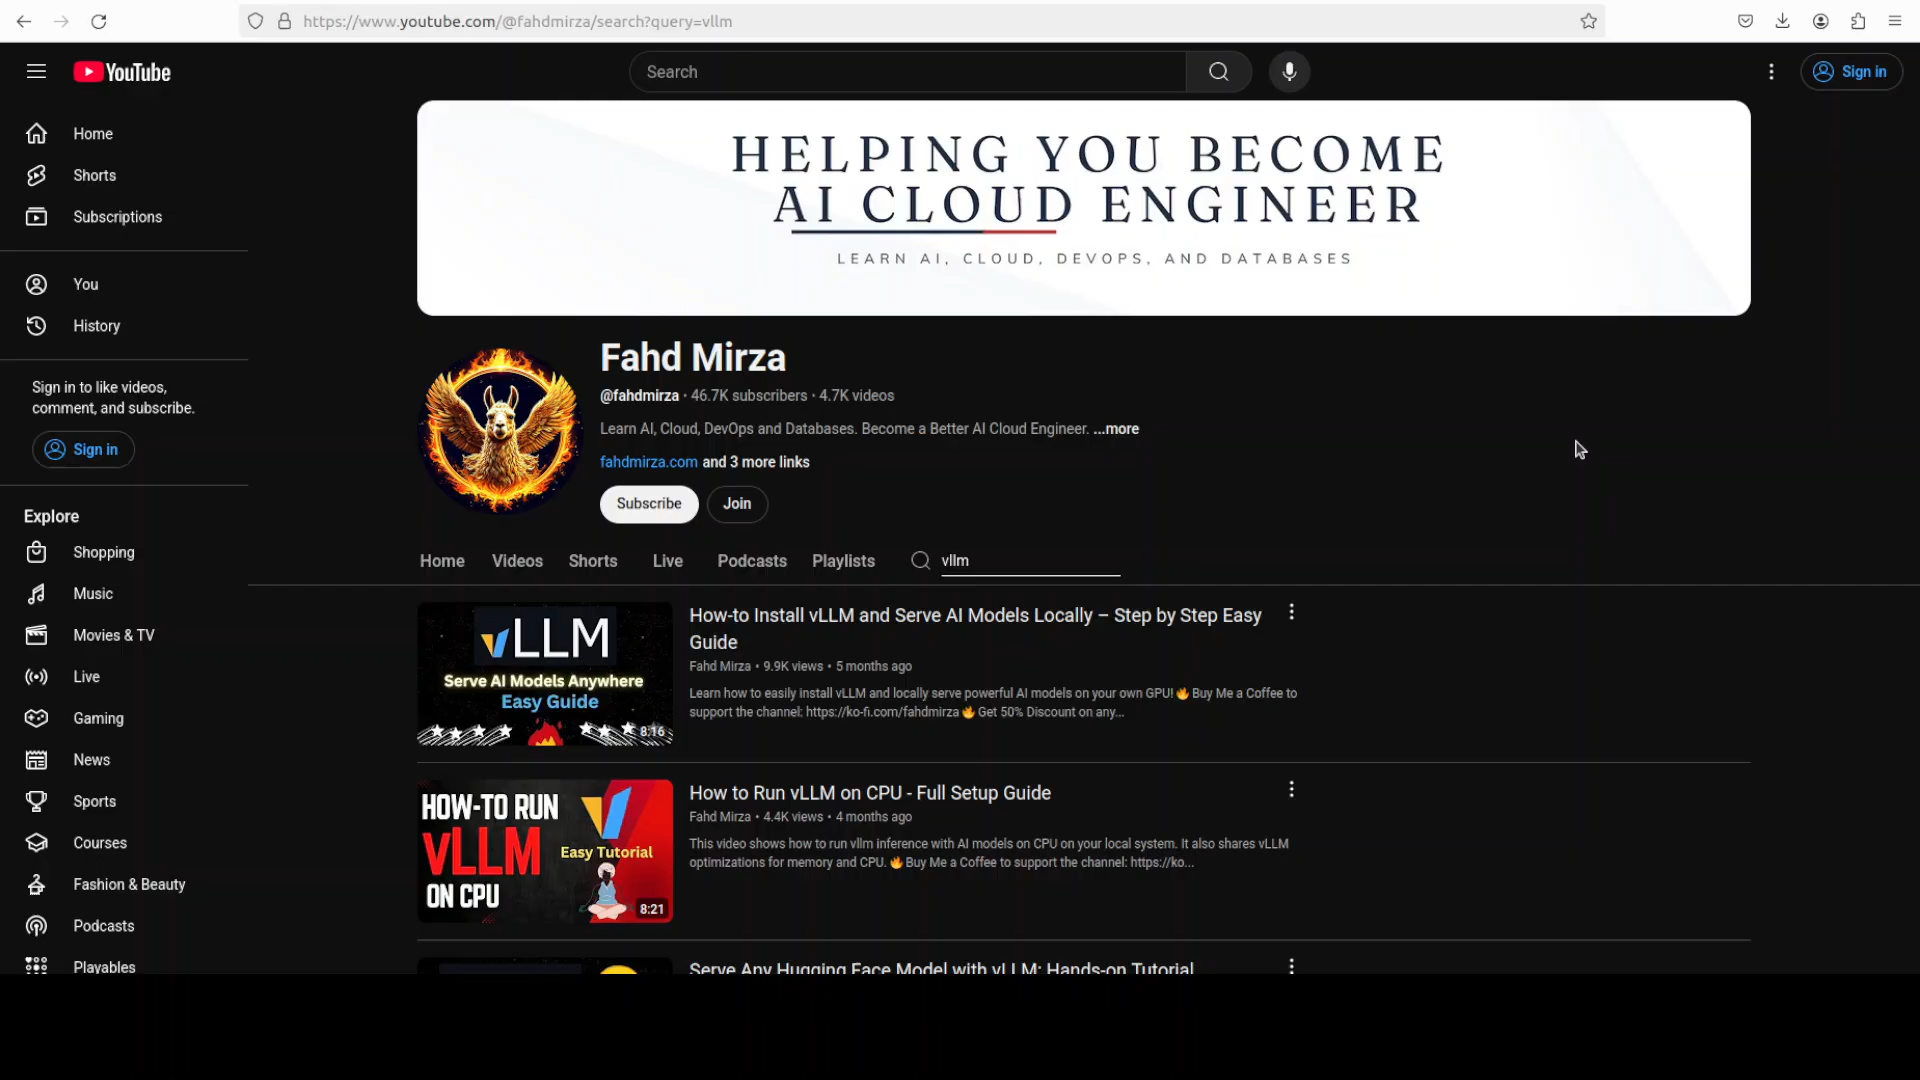 https://www.youtube.com/@fahdmirza/search?query=vllm
YouTube
Search
Sign in
Home
Shorts
Subscriptions
You
History
Sign in to like videos,
comment, and subscribe.
Sign in
Explore
Shopping
Music
Movies & TV
Live
Gaming
News
Sports
Courses
Fashion & Beauty
Podcasts
Playables
HELPING YOU BECOME
AI CLOUD ENGINEER
LEARN AI, CLOUD, DEVOPS, AND DATABASES
Fahd Mirza
@fahdmirza • 46.7K subscribers • 4.7K videos
Learn AI, Cloud, DevOps and Databases. Become a Better AI Cloud Engineer. ...more
fahdmirza.com and 3 more links
Subscribe
Join
Home Videos Shorts Live Podcasts Playlists vllm
vLLM
Serve AI Models Anywhere
Easy Guide
8:16
How-to Install vLLM and Serve AI Models Locally – Step by Step Easy
Guide
Fahd Mirza • 9.9K views • 5 months ago
Learn how to easily install vLLM and locally serve powerful AI models on your own GPU!🔥Buy Me a Coffee to
support the channel: https://ko-fi.com/fahdmirza🔥Get 50% Discount on any...
HOW-TO RUN
vLLM
ON CPU
Easy Tutorial
8:21
How to Run vLLM on CPU - Full Setup Guide
Fahd Mirza • 4.4K views • 4 months ago
This video shows how to run vllm inference with AI models on CPU on your local system. It also shares vLLM
optimizations for memory and CPU. 🔥Buy Me a Coffee to support the channel: https://ko...
Serve Any Hugging Face Model with vLLM: Hands-on Tutorial